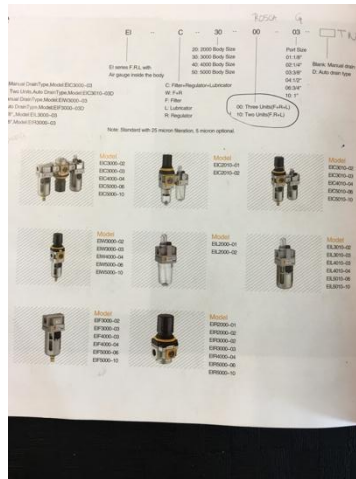 ROSCA G
EI - C - 30 - 00 - 03 - TN
EI series F.R.L. with
Air gauge inside the body
20: 2000 Body Size
30: 3000 Body Size
40: 4000 Body Size
50: 5000 Body Size
C: Filter+Regulator+Lubricator
W: F+R
F: Filter
L: Lubricator
R: Regulator
00: Three Units(F+R+L)
10: Two Units(F.R+L)
Port Size
01:1/8"
02:1/4"
03:3/8"
04:1/2"
06:3/4"
10: 1"
Blank: Manual drain
D: Auto drain type
Manual Drain Type,Model:EIC3000-03
Two Units,Auto Drain Type,Model:EIC3010-03D
Drain Type,Model:EIW3000-03
Drain Type,Model:EIF3000-03D
Model:EIL3000-03
Model:EIR3000-03
Note: Standard with 25 micron filteration, 5 micron optional.
Model
EIC3000-02
EIC3000-03
EIC4000-04
EIC5000-06
EIC5000-10
Model
EIC2010-01
EIC2010-02
Model
EIC3010-02
EIC3010-03
EIC4010-04
EIC5010-06
EIC5010-10
Model
EIW3000-02
EIW3000-03
EIW4000-04
EIW5000-06
EIW5000-10
Model
EIL2000-01
EIL2000-02
Model
EIL3010-02
EIL3010-03
EIL4010-03
EIL4010-04
EIL5010-06
EIL5010-10
Model
EIF3000-02
EIF3000-03
EIF4000-03
EIF4000-04
EIF5000-06
EIF5000-10
Model
EIR2000-01
EIR2000-02
EIR3000-02
EIR3000-03
EIR4000-04
EIR5000-06
EIR5000-10